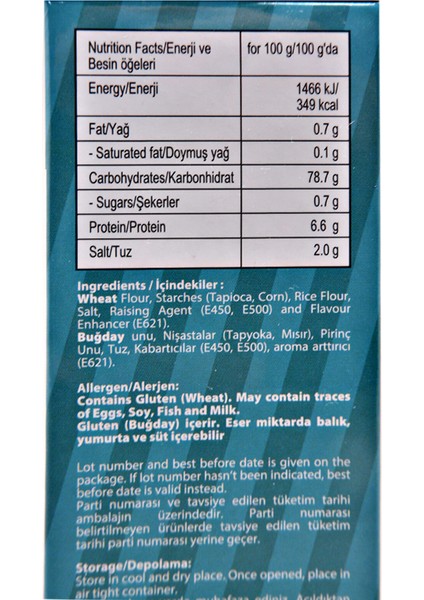 Nutrition Facts/Enerji ve for 100 g/100 g'da
Besin öğeleri
Energy/Enerji 1466 kJ/
349 kcal
Fat/Yağ 0.7 g
- Saturated fat/Doymuş yağ 0.1 g
Carbohydrates/Karbonhidrat 78.7 g
- Sugars/Şekerler 0.7 g
Protein/Protein 6.6 g
Salt/Tuz 2.0 g
Ingredients / İçindekiler :
Wheat Flour, Starches (Tapioca, Corn), Rice Flour,
Salt, Raising Agent (E450, E500) and Flavour
Enhancer (E621).
Buğday unu, Nişastalar (Tapyoka, Mısır), Pirinç
Unu, Tuz, Kabartıcılar (E450, E500), aroma arttırıcı
(E621).
Allergen/Alerjen:
Contains Gluten (Wheat). May contain traces
of Eggs, Soy, Fish and Milk.
Gluten (Buğday) içerir. Eser miktarda balık,
yumurta ve süt içerebilir
Lot number and best before date is given on the
package. If lot number hasn't been indicated, best
before date is valid instead.
Parti numarası ve tavsiye edilen tüketim tarihi
ambalajın üzerindedir. Parti numarası
belirtilmeyen ürünlerde tavsiye edilen tüketim
tarihi parti numarası yerine geçer.
Storage/Depolama:
Store in cool and dry place. Once opened, place in
air tight container.